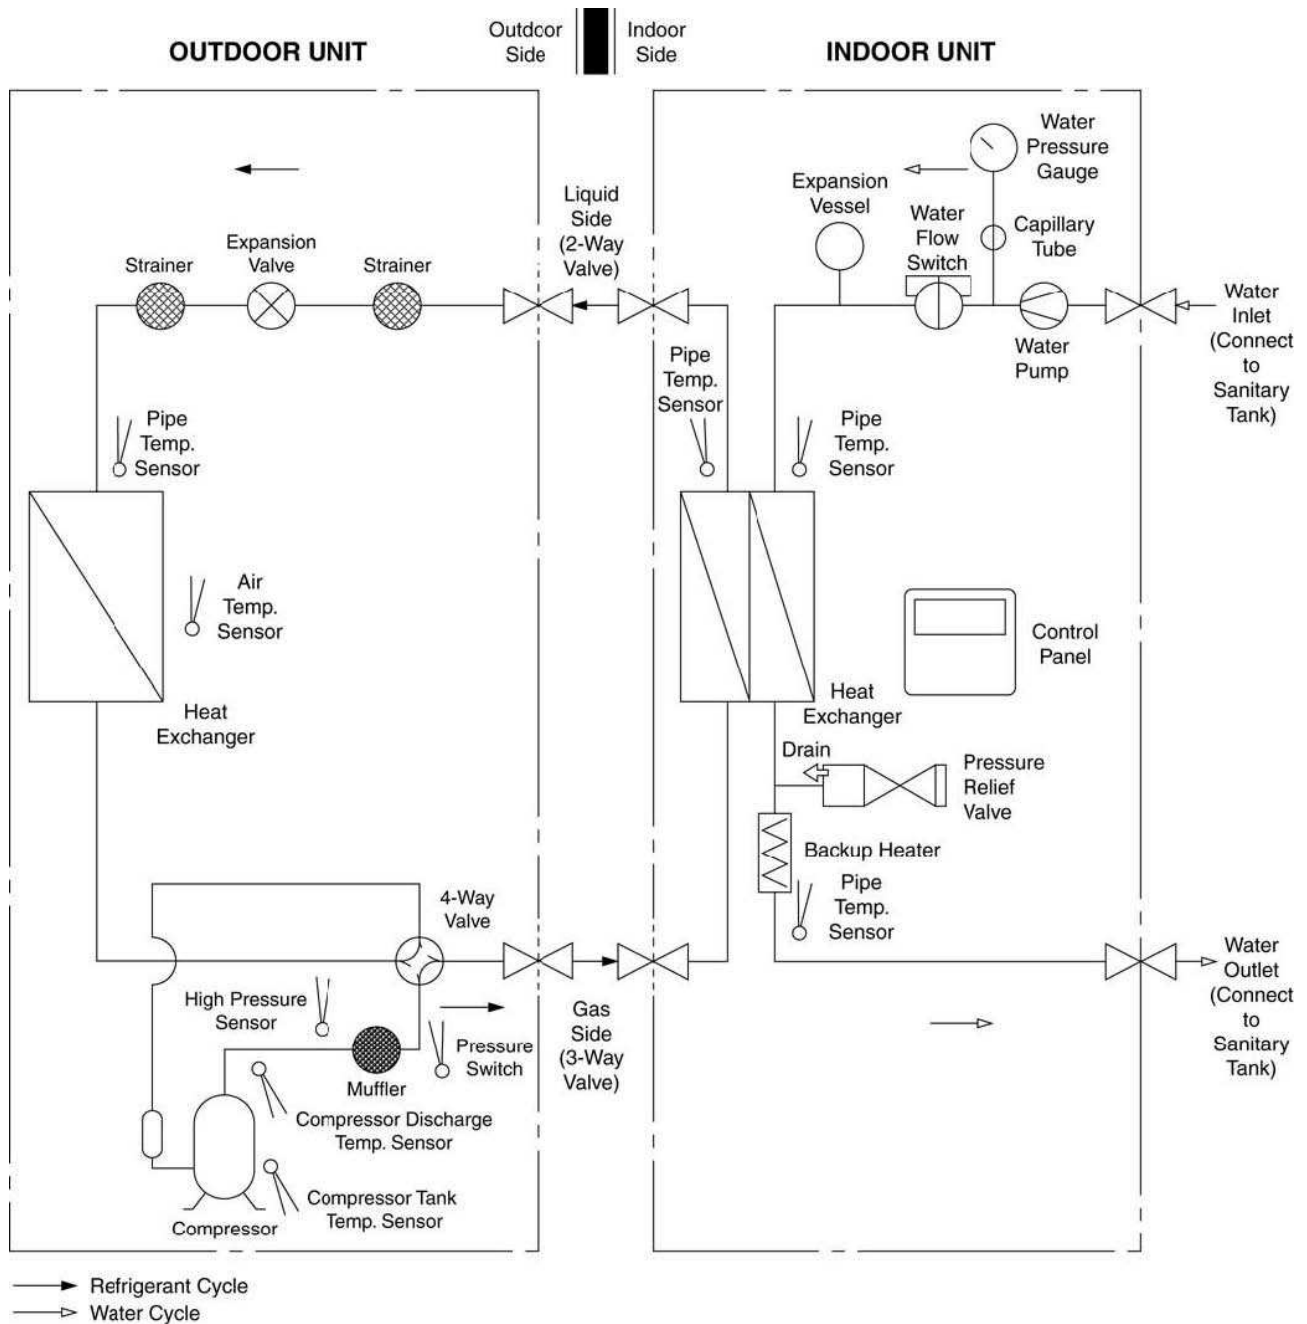 OUTDOOR UNIT
Outdoor
Side
Indoor
Side
INDOOR UNIT
Water
Pressure
Gauge
Expansion
Vessel
Water
Flow
Switch
Capillary
Tube
Liquid
Side
(2-Way
Valve)
Strainer
Expansion
Valve
Strainer
Water
Inlet
(Connect
to
Sanitary
Tank)
Water
Pump
Pipe
Temp.
Sensor
Pipe
Temp.
Sensor
Pipe
Temp.
Sensor
Air
Temp.
Sensor
Control
Panel
Heat
Exchanger
Heat
Exchanger
Drain
Pressure
Relief
Valve
Backup Heater
Pipe
Temp.
Sensor
4-Way
Valve
Water
Outlet
(Connect
to
Sanitary
Tank)
High Pressure
Sensor
Gas
Side
(3-Way
Valve)
Pressure
Switch
Muffler
Compressor Discharge
Temp. Sensor
Compressor Tank
Temp. Sensor
Compressor
Refrigerant Cycle
Water Cycle